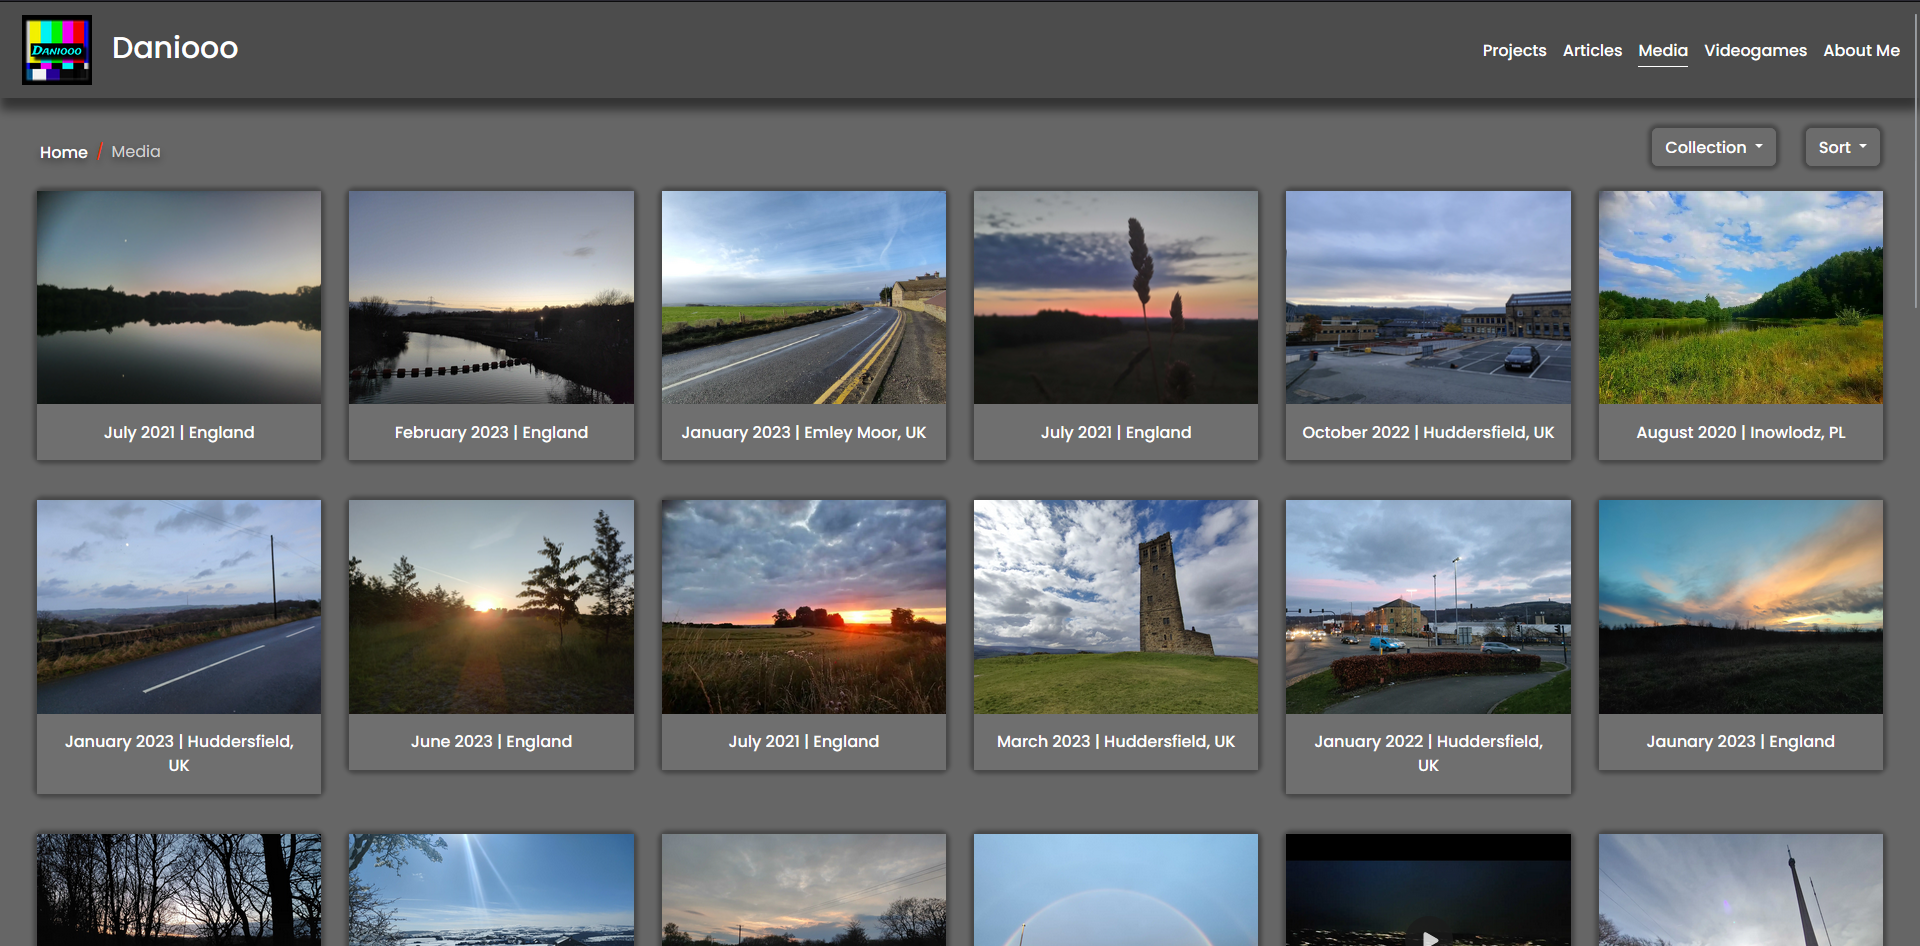 DANIOOO
Daniooo
Projects Articles Media Videogames About Me
Home / Media
Collection
Sort
July 2021 | England
February 2023 | England
January 2023 | Emley Moor, UK
July 2021 | England
October 2022 | Huddersfield, UK
August 2020 | Inowlodz, PL
January 2023 | Huddersfield,
UK
June 2023 | England
July 2021 | England
March 2023 | Huddersfield, UK
January 2022 | Huddersfield,
UK
Jaunary 2023 | England